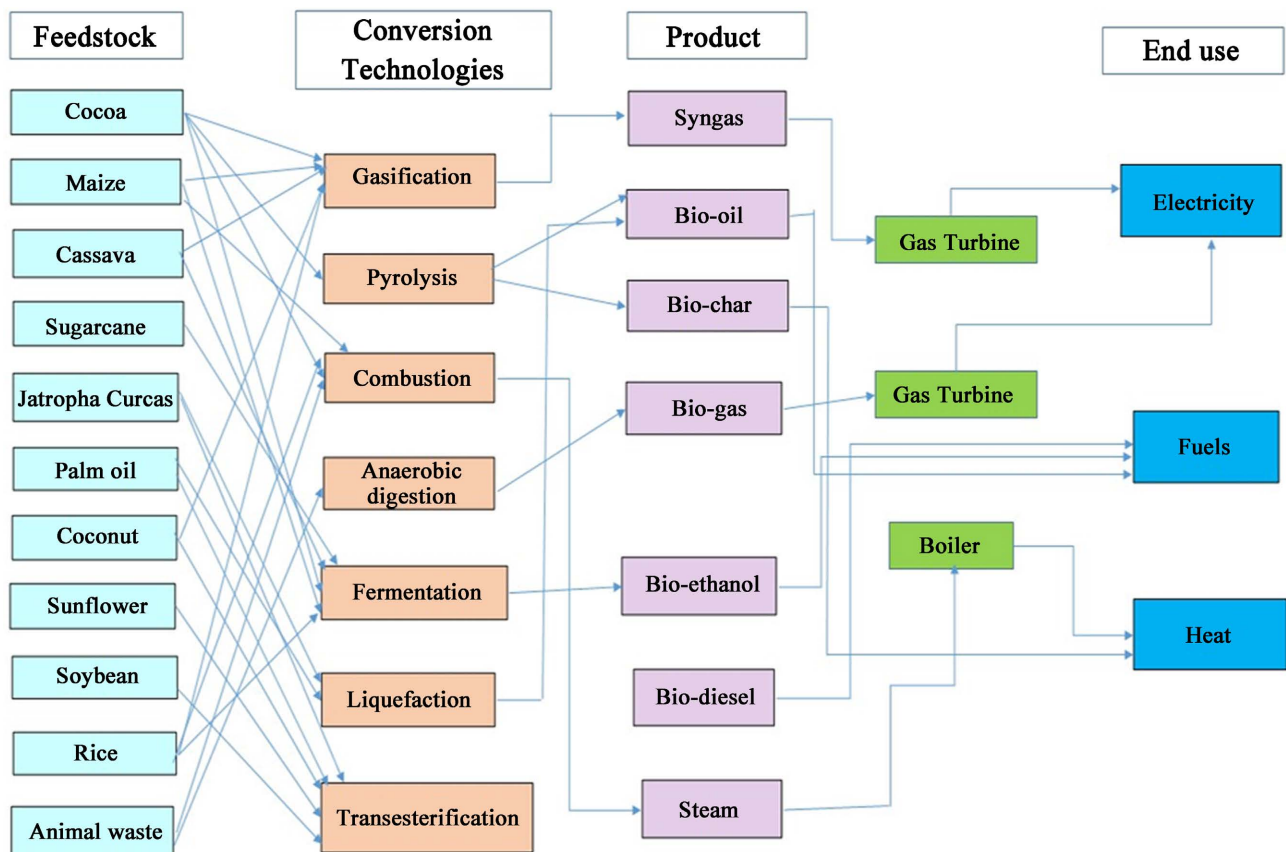 Feedstock
Conversion
Technologies
Product
End use
Cocoa
Maize
Cassava
Sugarcane
Jatropha Curcas
Palm oil
Coconut
Sunflower
Soybean
Rice
Animal waste
Gasification
Pyrolysis
Combustion
Anaerobic
digestion
Fermentation
Liquefaction
Transesterification
Syngas
Bio-oil
Bio-char
Bio-gas
Bio-ethanol
Bio-diesel
Steam
Gas Turbine
Gas Turbine
Boiler
Electricity
Fuels
Heat